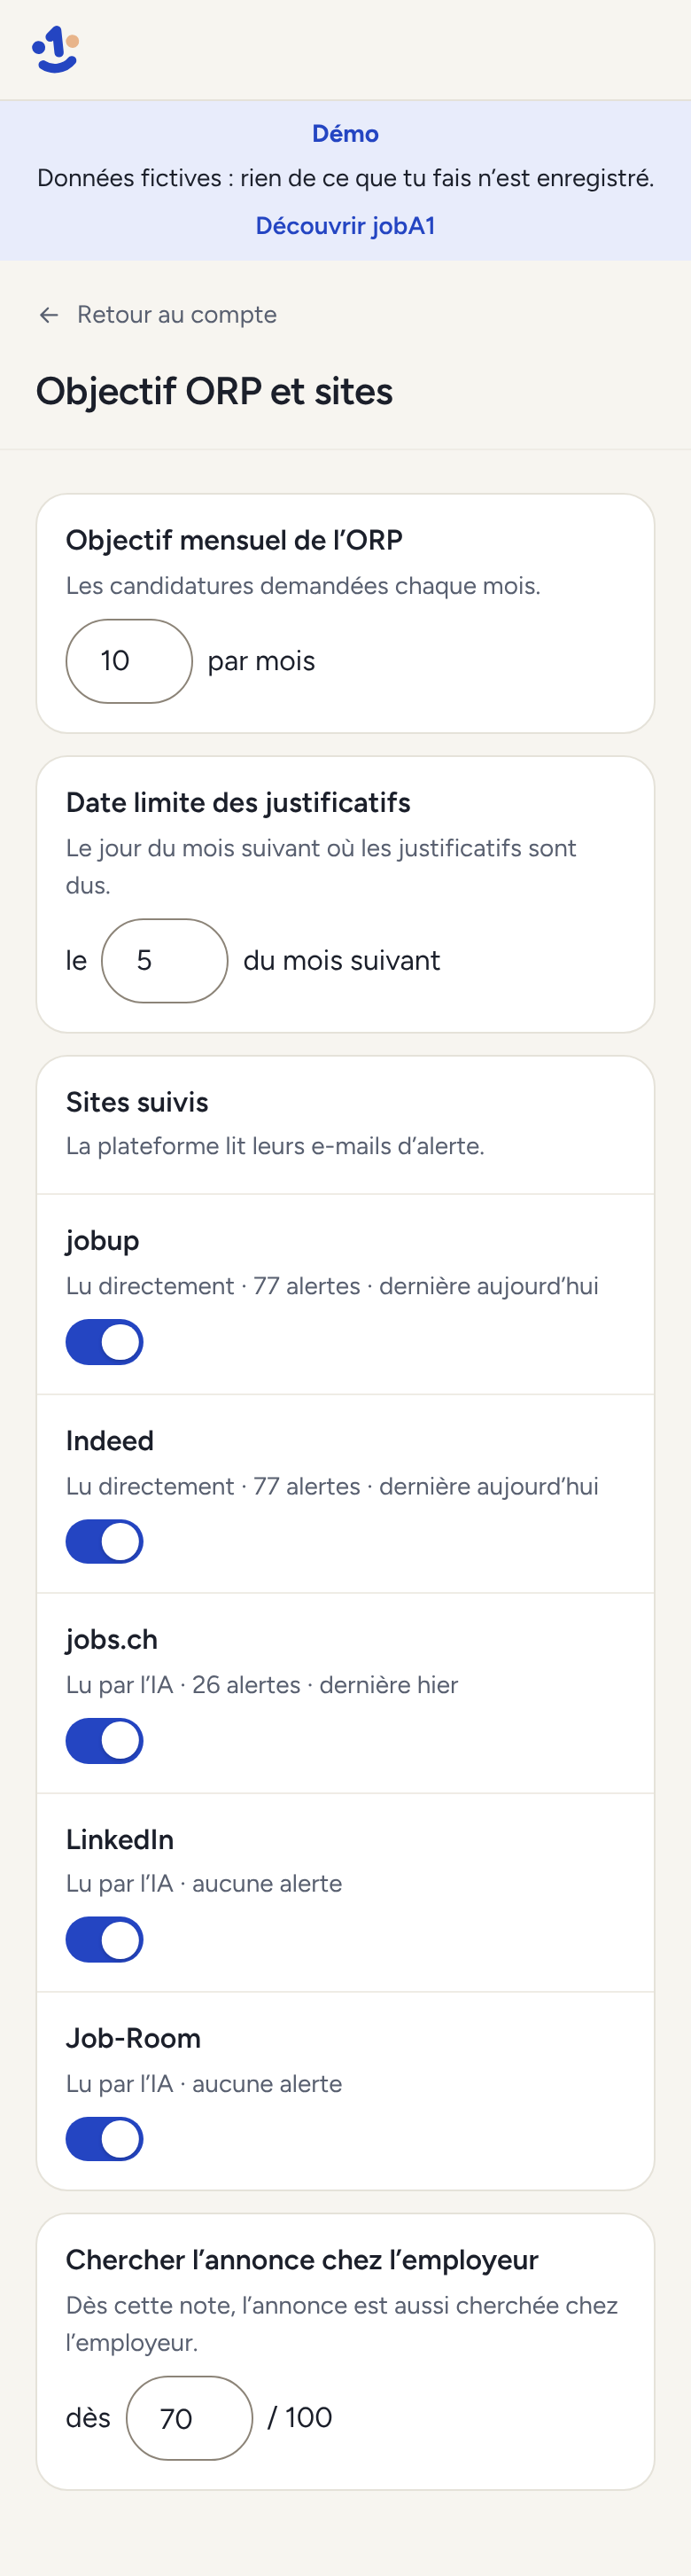 Démo
Données fictives : rien de ce que tu fais n’est enregistré.
Découvrir jobA1
← Retour au compte
Objectif ORP et sites
Objectif mensuel de l’ORP
Les candidatures demandées chaque mois.
10 par mois
Date limite des justificatifs
Le jour du mois suivant où les justificatifs sont
dus.
le 5 du mois suivant
Sites suivis
La plateforme lit leurs e-mails d’alerte.
jobup
Lu directement · 77 alertes · dernière aujourd’hui
Indeed
Lu directement · 77 alertes · dernière aujourd’hui
jobs.ch
Lu par l’IA · 26 alertes · dernière hier
LinkedIn
Lu par l’IA · aucune alerte
Job-Room
Lu par l’IA · aucune alerte
Chercher l’annonce chez l’employeur
Dès cette note, l’annonce est aussi cherchée chez
l’employeur.
dès 70 / 100